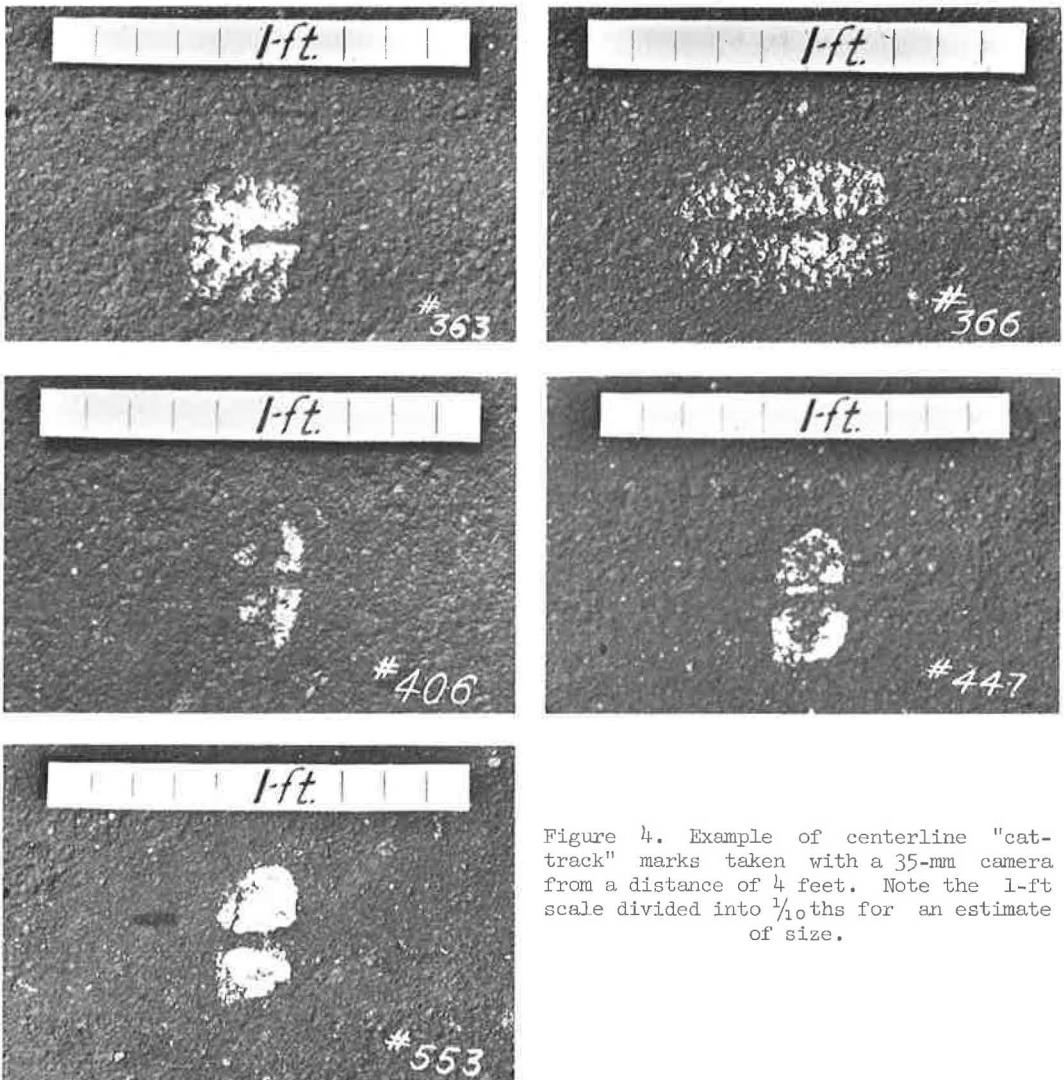 1-ft.
#363
1-ft.
#366
1-ft.
#406
1-ft.
#447
1-ft.
#553
Figure 4. Example of centerline "cat-
track" marks taken with a 35-mm camera
from a distance of 4 feet. Note the 1-ft
scale divided into 1/10ths for an estimate
of size.